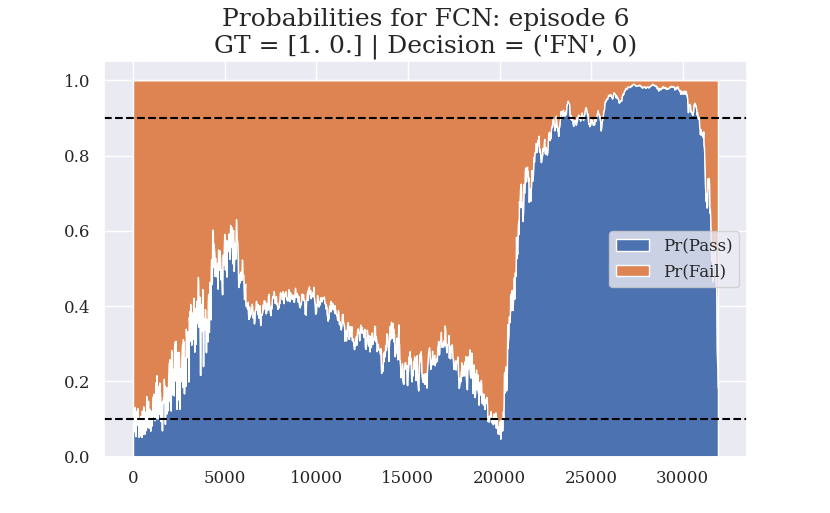 Probabilities for FCN: episode 6
GT = [1. 0.] | Decision = ('FN', 0)
1.0
0.8
0.6
0.4
0.2
0.0
Pr(Pass)
Pr(Fail)
0 5000 10000 15000 20000 25000 30000